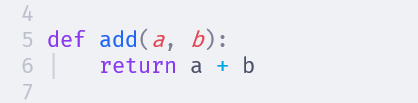 4
5 def add(a, b):
6     return a + b
7